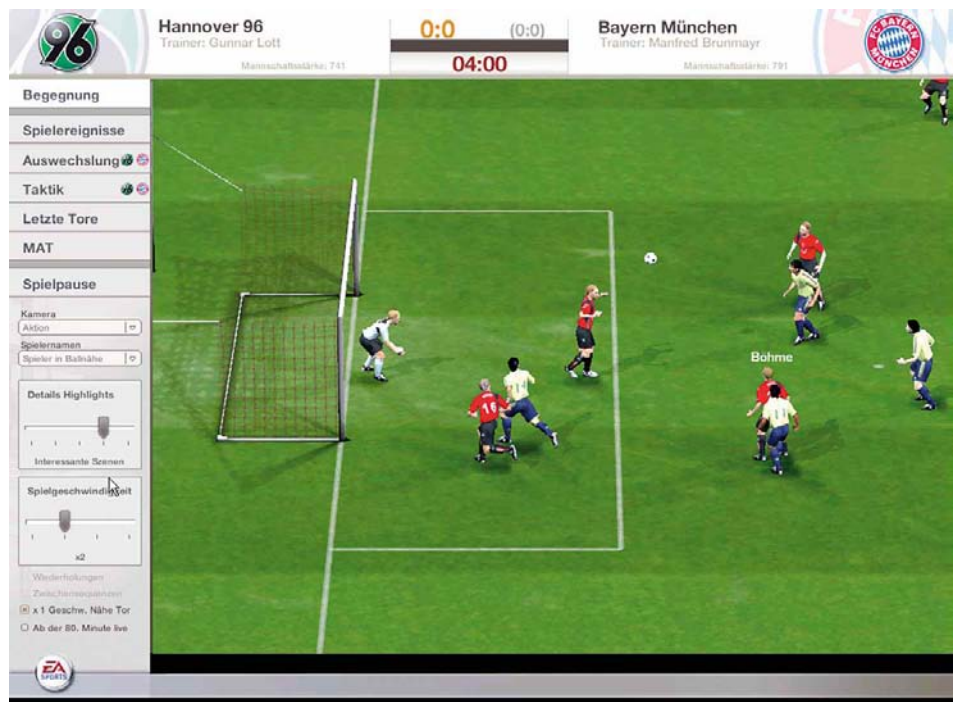 96
Hannover 96
Trainer: Gunnar Lott
Mannschaftsstärke: 741
0:0 (0:0)
04:00
Bayern München
Trainer: Manfred Brunmayr
Mannschaftsstärke: 791
FC BAYERN MÜNCHEN
Begegnung
Spielereignisse
Auswechslung
Taktik
Letzte Tore
MAT
Spielpause
Kamera
Aktion
Spielernamen
Spieler in Ballnähe
Details Highlights
Interessante Szenen
Spielgeschwindigkeit
x2
Wiederholungen
Zwischensequenzen
x 1 Geschw. Nähe Tor
Ab der 80. Minute live
EA
SPORTS
Böhme
16
14
11